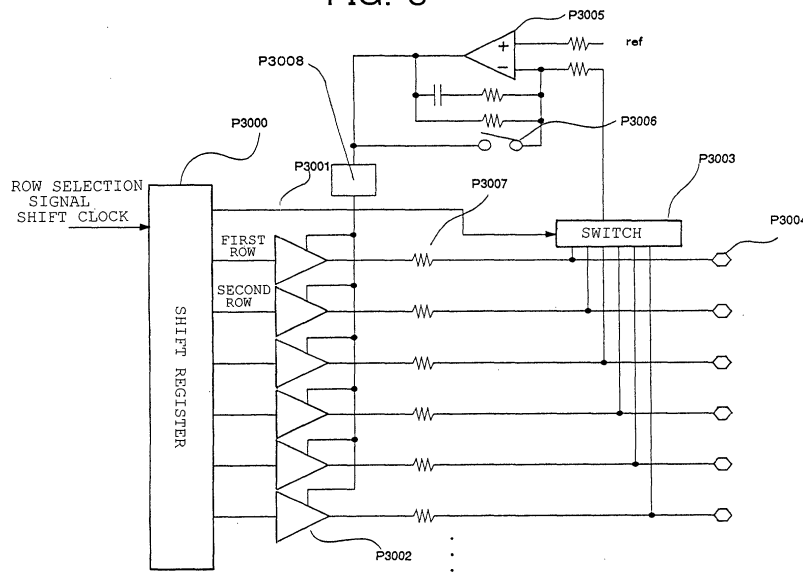 P3005
ref
P3008
P3006
P3000
P3003
P3001
P3007
ROW SELECTION
SIGNAL
SHIFT CLOCK
SWITCH
P3004
FIRST
ROW
SECOND
ROW
SHIFT REGISTER
P3002